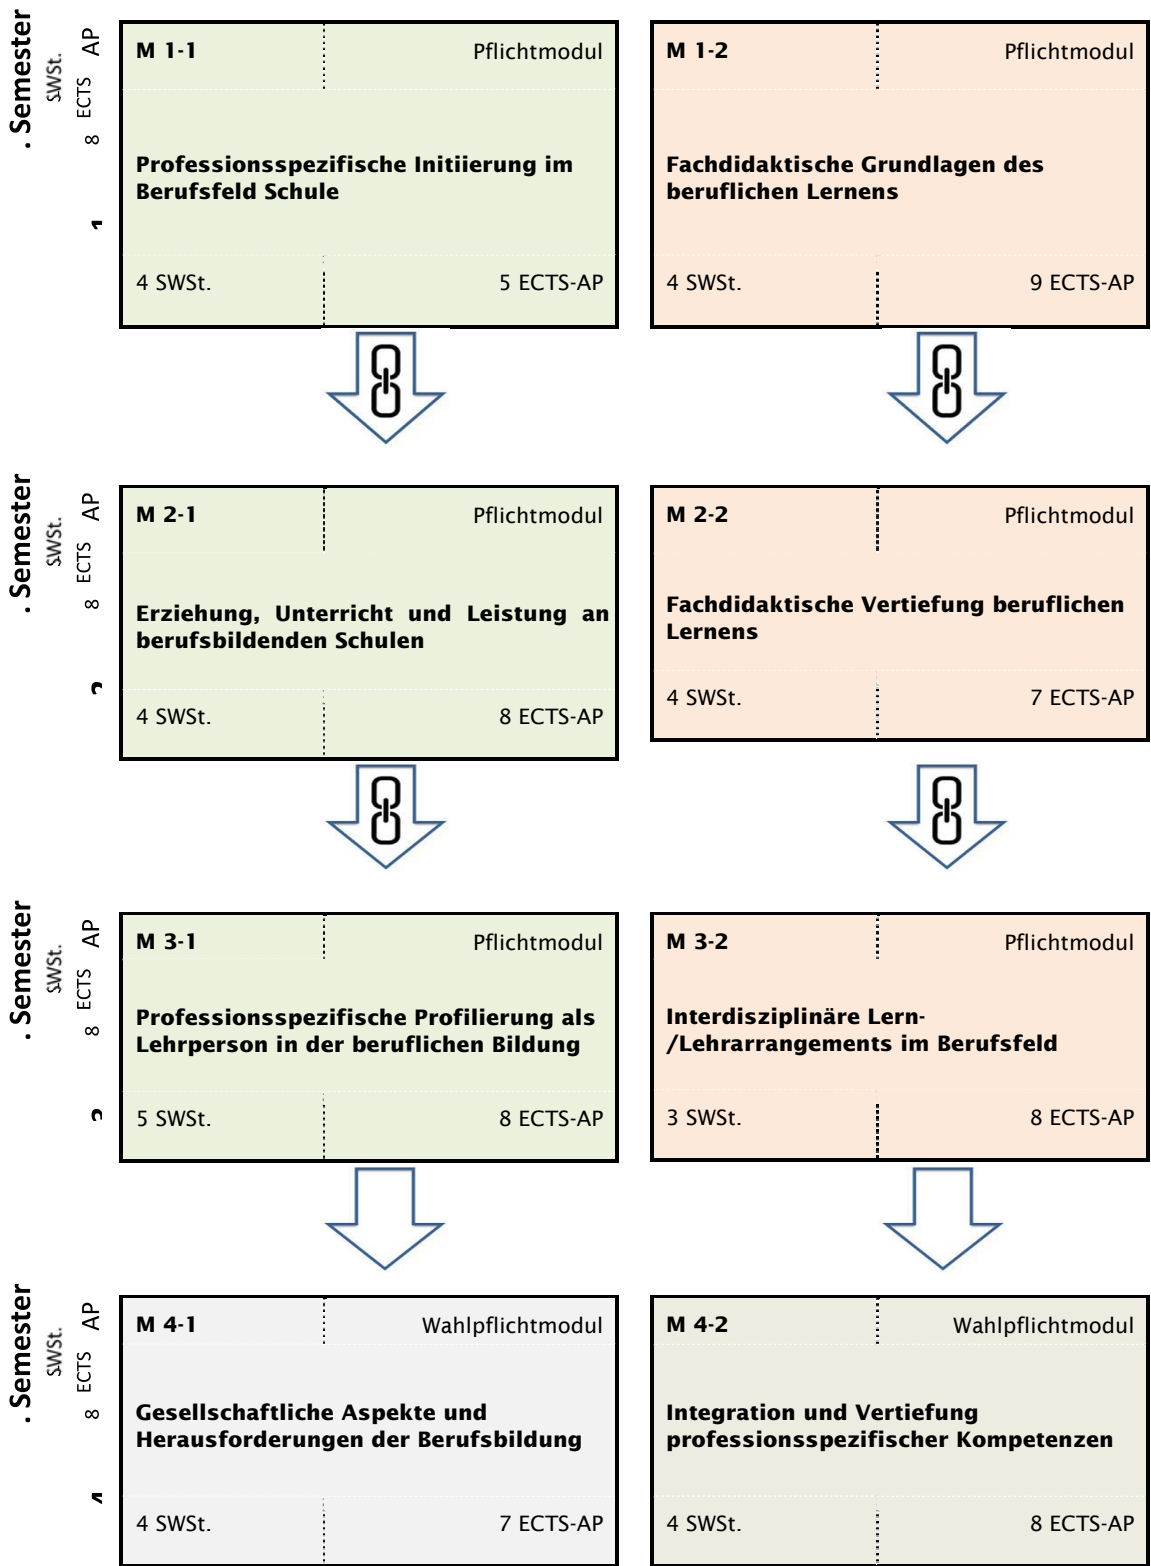 . Semester
8 SWSt.
ECTS AP
1
M 1-1 Pflichtmodul
Professionsspezifische Initiierung im
Berufsfeld Schule
4 SWSt. 5 ECTS-AP
M 1-2 Pflichtmodul
Fachdidaktische Grundlagen des
beruflichen Lernens
4 SWSt. 9 ECTS-AP
. Semester
8 SWSt.
ECTS AP
M 2-1 Pflichtmodul
Erziehung, Unterricht und Leistung an
berufsbildenden Schulen
4 SWSt. 8 ECTS-AP
M 2-2 Pflichtmodul
Fachdidaktische Vertiefung beruflichen
Lernens
4 SWSt. 7 ECTS-AP
. Semester
8 SWSt.
ECTS AP
M 3-1 Pflichtmodul
Professionsspezifische Profilierung als
Lehrperson in der beruflichen Bildung
5 SWSt. 8 ECTS-AP
M 3-2 Pflichtmodul
Interdisziplinäre Lern-
/Lehrarrangements im Berufsfeld
3 SWSt. 8 ECTS-AP
. Semester
8 SWSt.
ECTS AP
M 4-1 Wahlpflichtmodul
Gesellschaftliche Aspekte und
Herausforderungen der Berufsbildung
4 SWSt. 7 ECTS-AP
M 4-2 Wahlpflichtmodul
Integration und Vertiefung
professionsspezifischer Kompetenzen
4 SWSt. 8 ECTS-AP